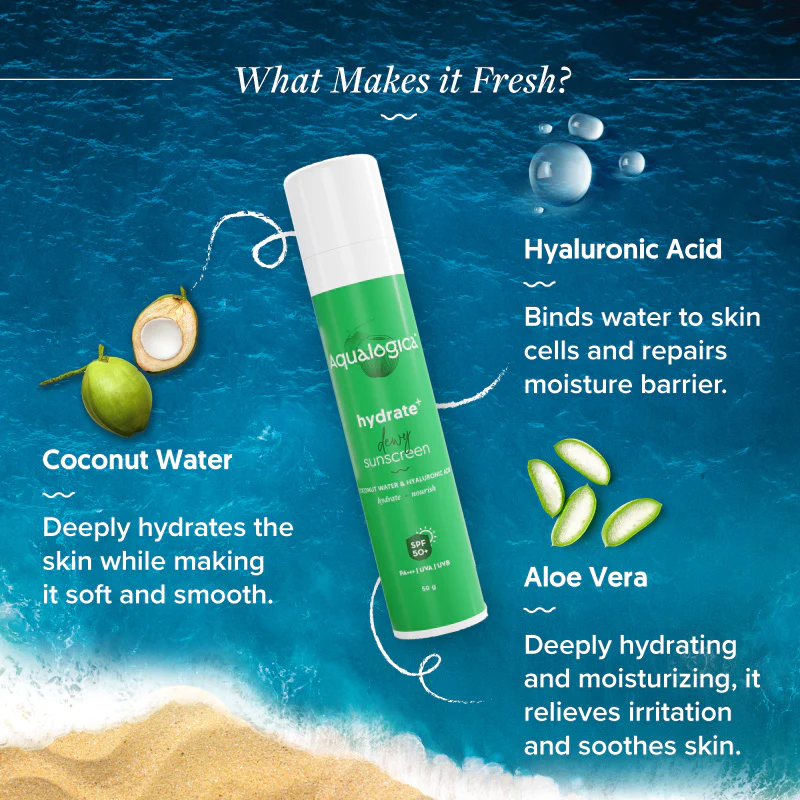 What Makes it Fresh?
Hyaluronic Acid
Binds water to skin
cells and repairs
moisture barrier.
Aqualogica
hydrate+
dewy
sunscreen
COCONUT WATER & HYALURONIC ACID
hydrate nourish
SPF
50+
PA++++ | UVA | UVB
50 g
Coconut Water
Deeply hydrates the
skin while making
it soft and smooth.
Aloe Vera
Deeply hydrating
and moisturizing, it
relieves irritation
and soothes skin.